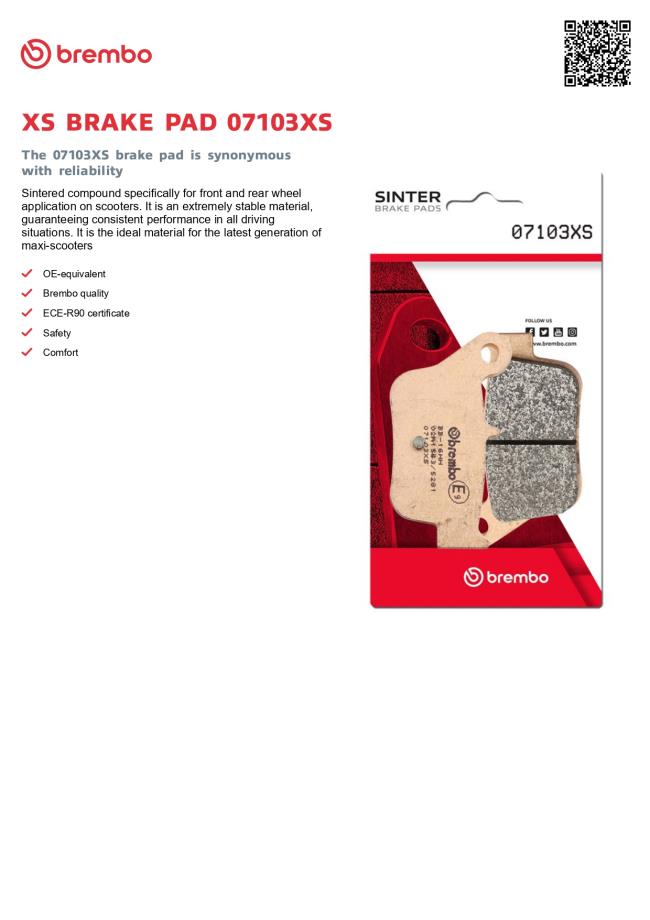 brembo
XS BRAKE PAD 07103XS
The 07103XS brake pad is synonymous
with reliability
Sintered compound specifically for front and rear wheel
application on scooters. It is an extremely stable material,
guaranteeing consistent performance in all driving
situations. It is the ideal material for the latest generation of
maxi-scooters
OE-equivalent
Brembo quality
ECE-R90 certificate
Safety
Comfort
SINTER
BRAKE PADS
07103XS
FOLLOW US
ww.brembo.com
brembo
E9
07103XS
brembo